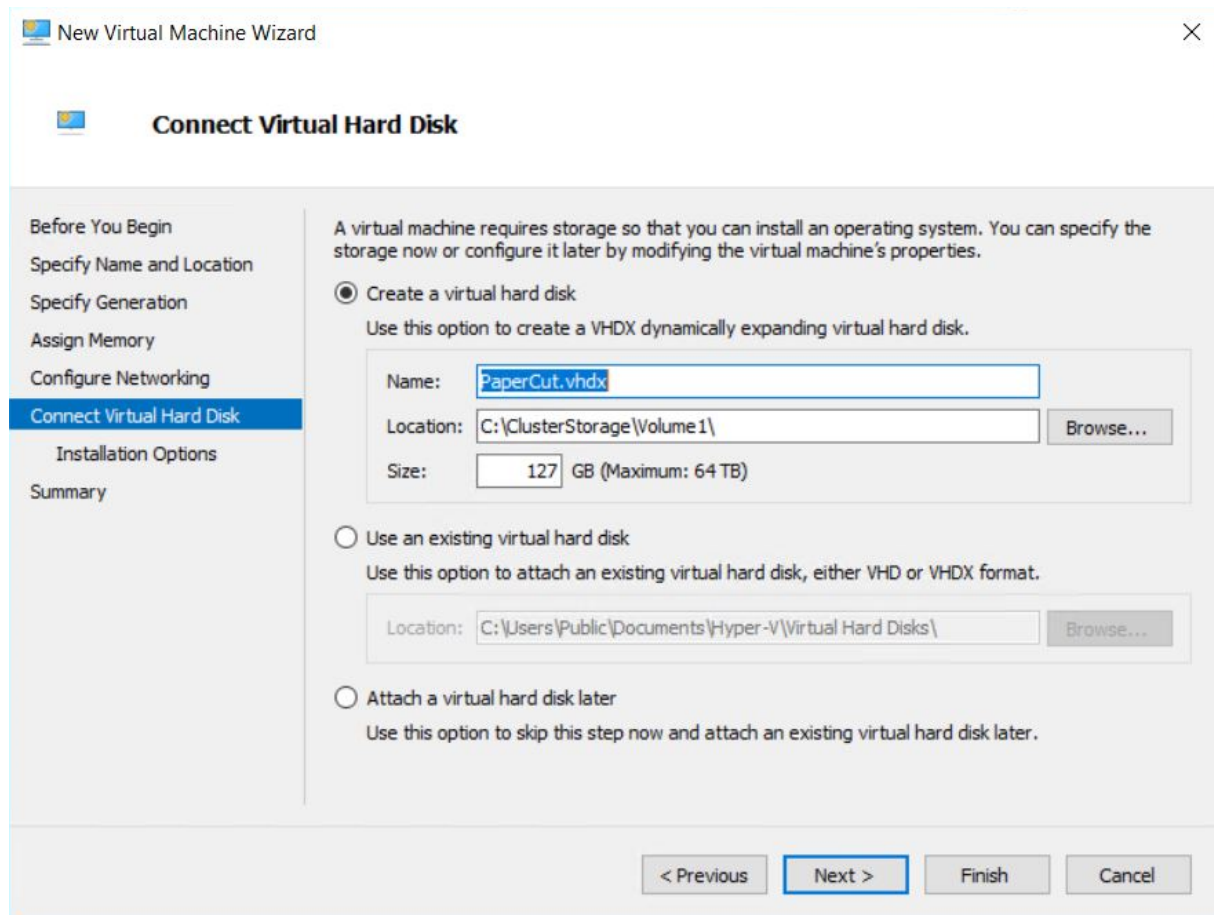 New Virtual Machine Wizard
Connect Virtual Hard Disk
Before You Begin
Specify Name and Location
Specify Generation
Assign Memory
Configure Networking
Connect Virtual Hard Disk
Installation Options
Summary
A virtual machine requires storage so that you can install an operating system. You can specify the
storage now or configure it later by modifying the virtual machine's properties.
Create a virtual hard disk
Use this option to create a VHDX dynamically expanding virtual hard disk.
Name: PaperCut.vhdx
Location: C:\ClusterStorage\Volume1\ Browse...
Size: 127 GB (Maximum: 64 TB)
Use an existing virtual hard disk
Use this option to attach an existing virtual hard disk, either VHD or VHDX format.
Location: C:\Users\Public\Documents\Hyper-V\Virtual Hard Disks\ Browse...
Attach a virtual hard disk later
Use this option to skip this step now and attach an existing virtual hard disk later.
< Previous Next > Finish Cancel